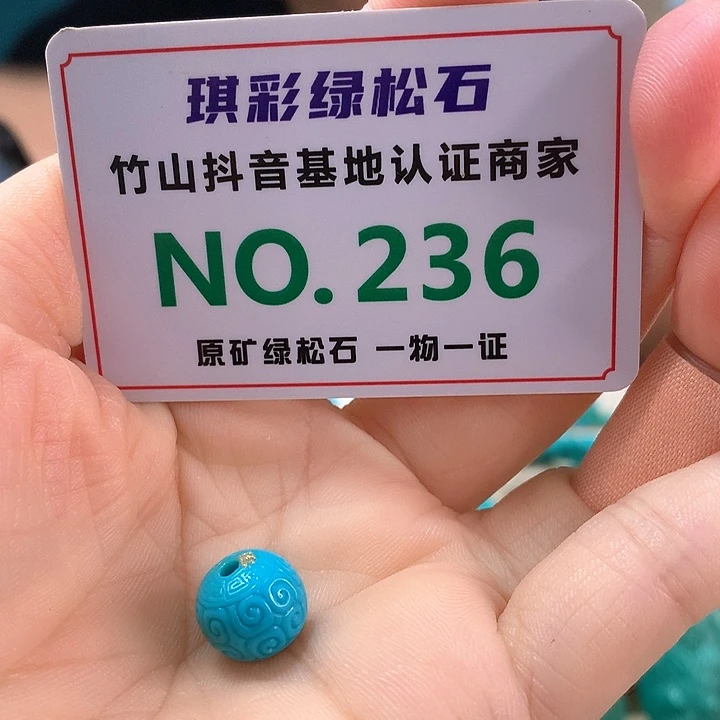 琪彩绿松石
竹山抖音基地认证商家
NO.236
原矿绿松石 一物一证